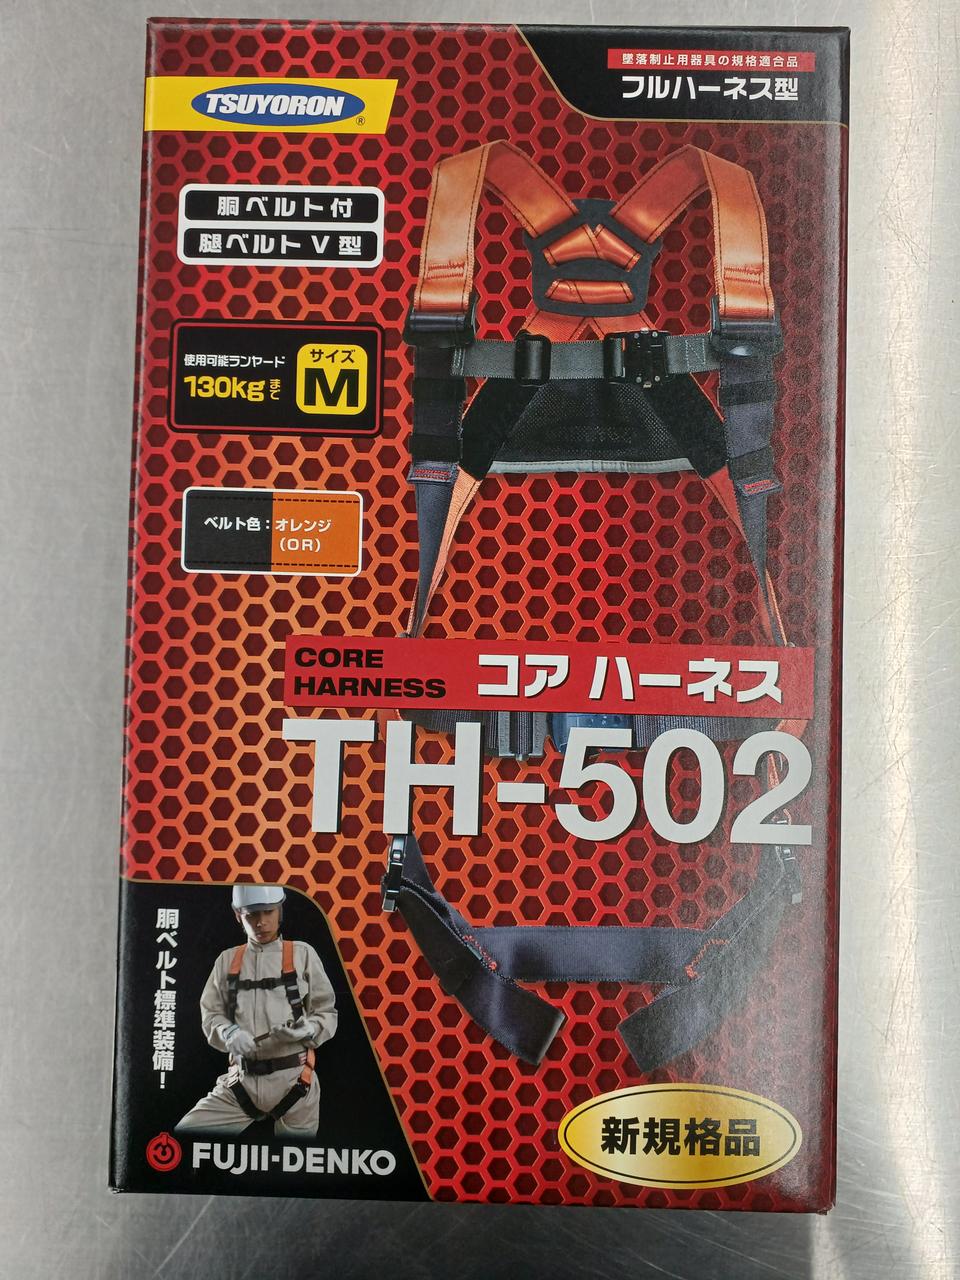 墜落制止用器具の規格適合品
フルハーネス型
TSUYORON
®
胴ベルト付
腿ベルトV型
使用可能ランヤード
130kgまで
サイズ
M
ベルト色：オレンジ
（OR）
CORE
HARNESS
コア ハーネス
TH-502
胴ベルト標準装備！
FUJII-DENKO
新規格品